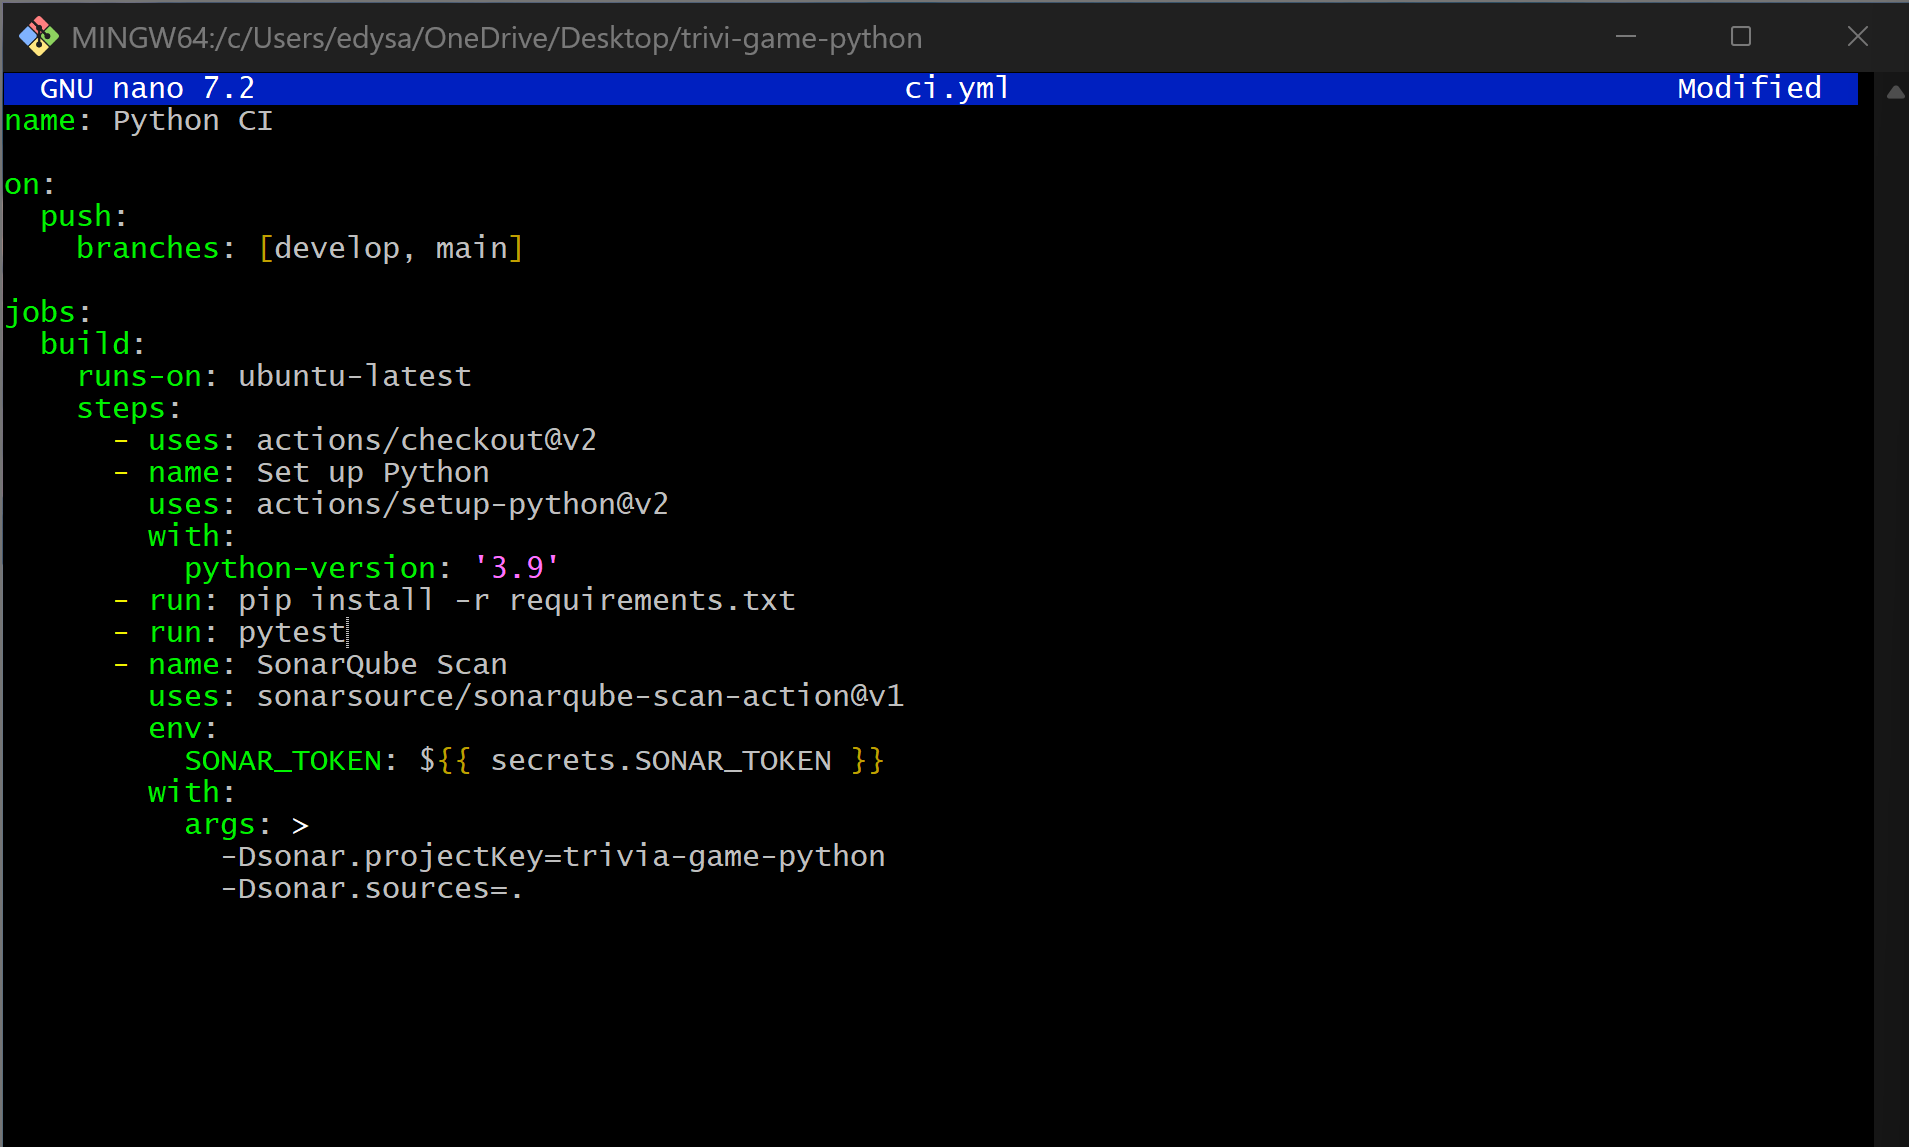 MINGW64:/c/Users/edysa/OneDrive/Desktop/trivi-game-python
GNU nano 7.2 ci.yml Modified
name: Python CI
on:
  push:
    branches: [develop, main]
jobs:
  build:
    runs-on: ubuntu-latest
    steps:
      - uses: actions/checkout@v2
      - name: Set up Python
        uses: actions/setup-python@v2
        with:
          python-version: '3.9'
      - run: pip install -r requirements.txt
      - run: pytest
      - name: SonarQube Scan
        uses: sonarsource/sonarqube-scan-action@v1
        env:
          SONAR_TOKEN: ${{ secrets.SONAR_TOKEN }}
        with:
          args: >
            -Dsonar.projectKey=trivia-game-python
            -Dsonar.sources=.